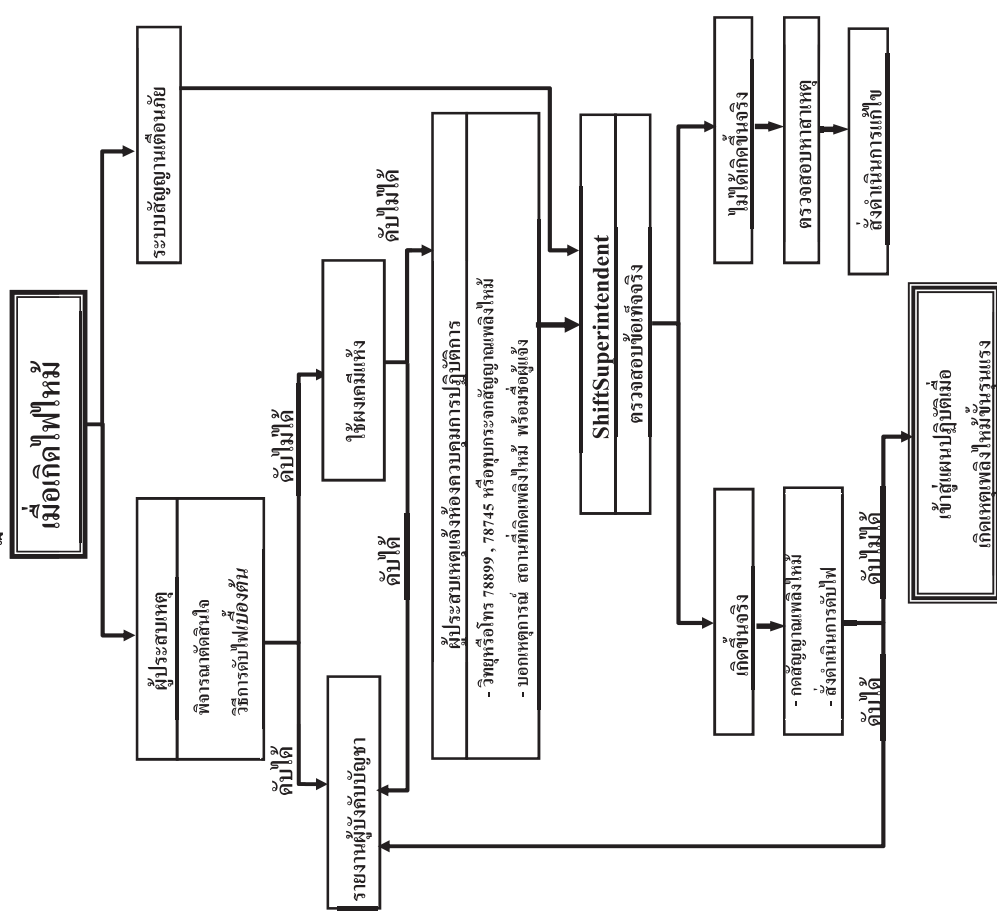 เมื่อเกิดไฟไหม้
ผู้ประสบเหตุ
พิจารณาตัดสินใจ
วิธีการดับไฟเบื้องต้น
ระบบสัญญานเตือนภัย
ดับได้
ดับไม่ได้
รายงานผู้บังคับบัญชา
ใช้ผงเคมีแห้ง
ดับได้
ดับไม่ได้
ผู้ประสบเหตุแจ้งห้องควบคุมการปฏิบัติการ
- วิทยุหรือโทร 78899 , 78745 หรือทุบกระจกสัญญาณเพลิงไหม้
- บอกเหตุการณ์ สถานที่เกิดเพลิงไหม้ พร้อมชื่อผู้แจ้ง
ShiftSuperintendent
ตรวจสอบข้อเท็จจริง
เกิดขึ้นจริง
ไม่ได้เกิดขึ้นจริง
- กดสัญญาณเพลิงไหม้
- สั่งดำเนินการดับไฟ
ตรวจสอบหาสาเหตุ
สั่งดำเนินการแก้ไข
ดับได้
ดับไม่ได้
เข้าสู่แผนปฏิบัติเมื่อ
เกิดเหตุเพลิงไหม้ขั้นรุนแรง